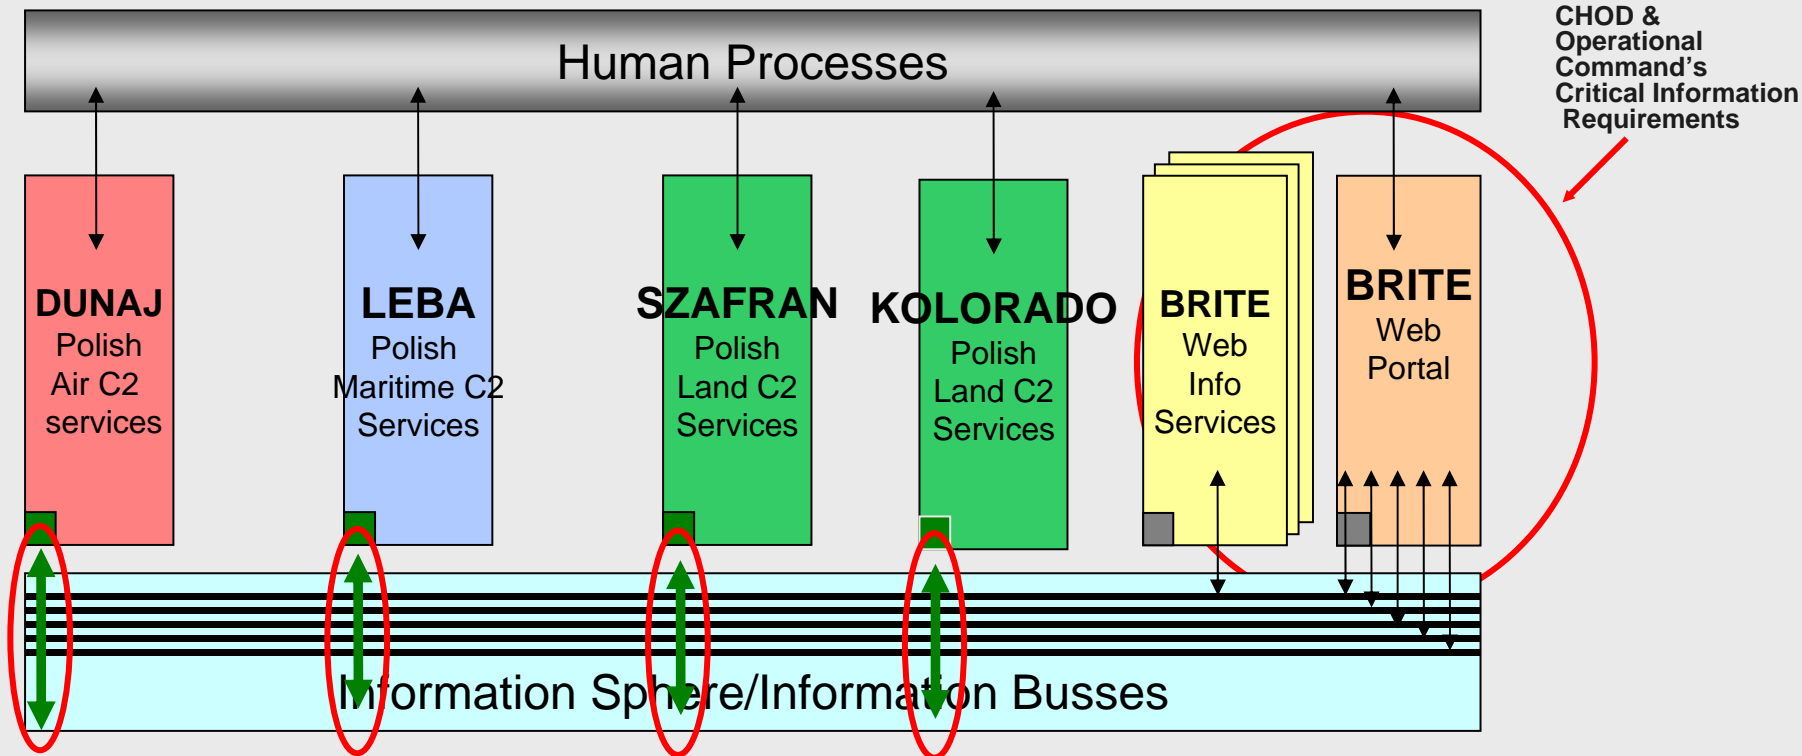 Human Processes
CHOD &
Operational
Command's
Critical Information
Requirements
DUNAJ
Polish
Air C2
services
LEBA
Polish
Maritime C2
Services
SZAFRAN
Polish
Land C2
Services
KOLORADO
Polish
Land C2
Services
BRITE
Web
Info
Services
BRITE
Web
Portal
Information Sphere/Information Busses